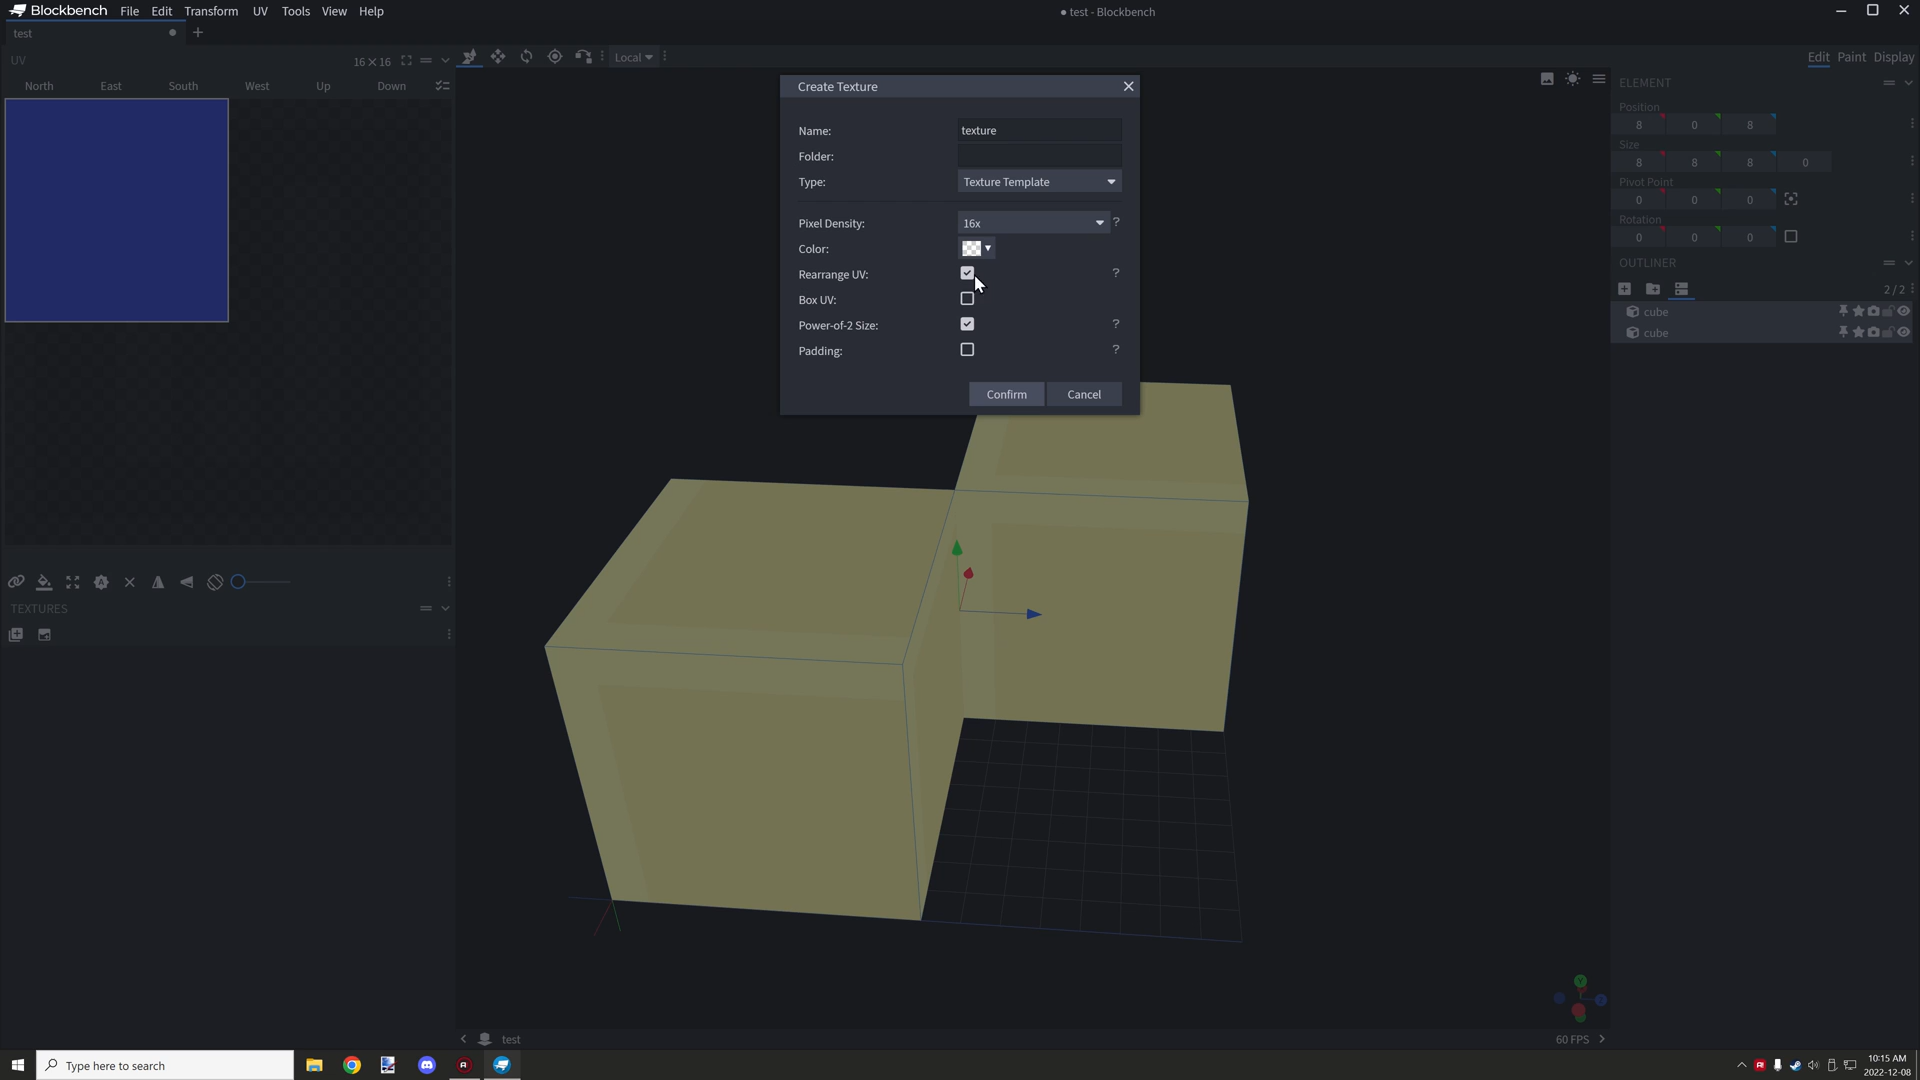 Blockbench File Edit Transform UV Tools View Help
● test - Blockbench
test
UV
16 × 16
North East South West Up Down
Local
Edit Paint Display
Create Texture
Name: texture
Folder:
Type: Texture Template
Pixel Density: 16x ?
Color:
Rearrange UV: ?
Box UV:
Power-of-2 Size: ?
Padding: ?
Confirm Cancel
ELEMENT
Position
8 0 8
Size
8 8 8 0
Pivot Point
0 0 0
Rotation
0 0 0
OUTLINER
2 / 2
cube
cube
TEXTURES
Y
Z
test
60 FPS
Type here to search
10:15 AM
2022-12-08